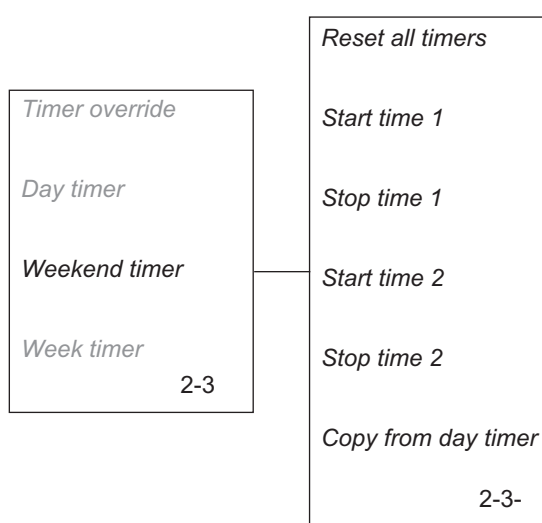 Timer override
Day timer
Weekend timer
Week timer
2-3
Reset all timers
Start time 1
Stop time 1
Start time 2
Stop time 2
Copy from day timer
2-3-